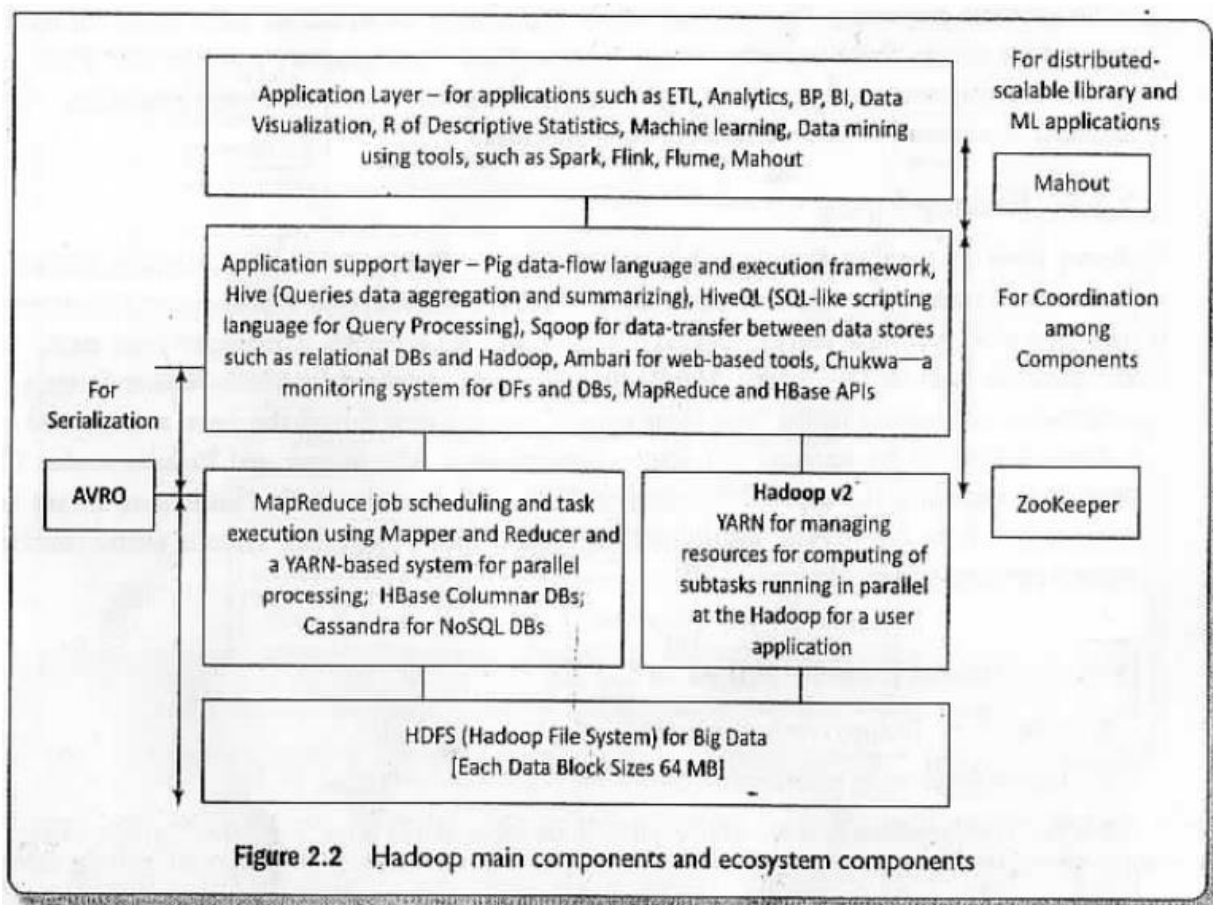 Application Layer – for applications such as ETL, Analytics, BP, BI, Data
Visualization, R of Descriptive Statistics, Machine learning, Data mining
using tools, such as Spark, Flink, Flume, Mahout
For distributed-
scalable library and
ML applications
Mahout
Application support layer – Pig data-flow language and execution framework,
Hive (Queries data aggregation and summarizing), HiveQL (SQL-like scripting
language for Query Processing), Sqoop for data-transfer between data stores
such as relational DBs and Hadoop, Ambari for web-based tools, Chukwa—a
monitoring system for DFs and DBs, MapReduce and HBase APIs
For Coordination
among
Components
For
Serialization
AVRO
MapReduce job scheduling and task
execution using Mapper and Reducer and
a YARN-based system for parallel
processing; HBase Columnar DBs;
Cassandra for NoSQL DBs
Hadoop v2
YARN for managing
resources for computing of
subtasks running in parallel
at the Hadoop for a user
application
ZooKeeper
HDFS (Hadoop File System) for Big Data
[Each Data Block Sizes 64 MB]
Figure 2.2 Hadoop main components and ecosystem components